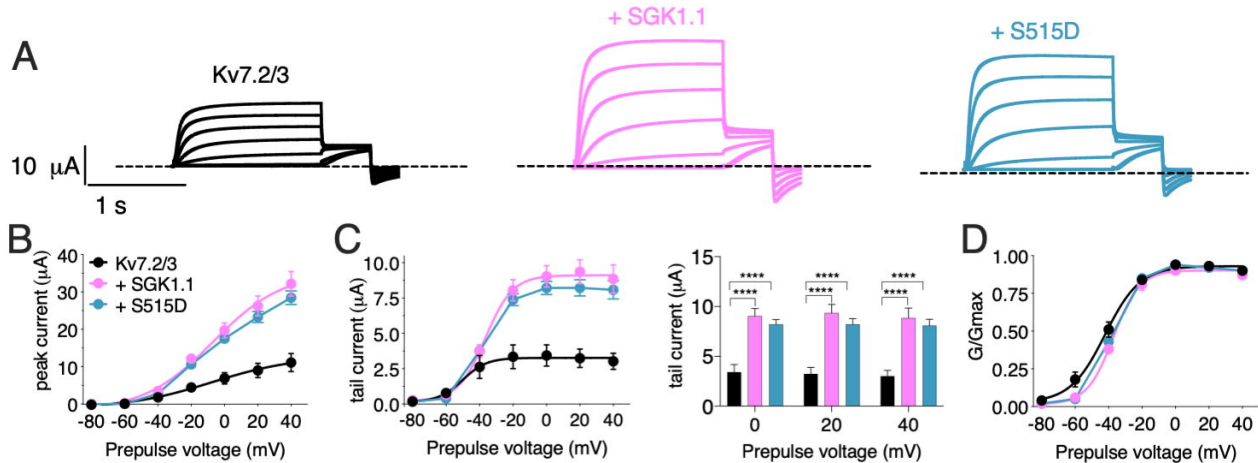 A
Kv7.2/3
+ SGK1.1
+ S515D
10 μA
1 s
B
peak current (μA)
40
30
20
10
0
-80 -60 -40 -20 0 20 40
Prepulse voltage (mV)
Kv7.2/3
+ SGK1.1
+ S515D
C
tail current (μA)
10.0
7.5
5.0
2.5
0.0
-80 -60 -40 -20 0 20 40
Prepulse voltage (mV)
tail current (μA)
15
10
5
0
**** **** ****
**** **** ****
0 20 40
Prepulse voltage (mV)
D
G/Gmax
1.00
0.75
0.50
0.25
0.00
-80 -60 -40 -20 0 20 40
Prepulse voltage (mV)